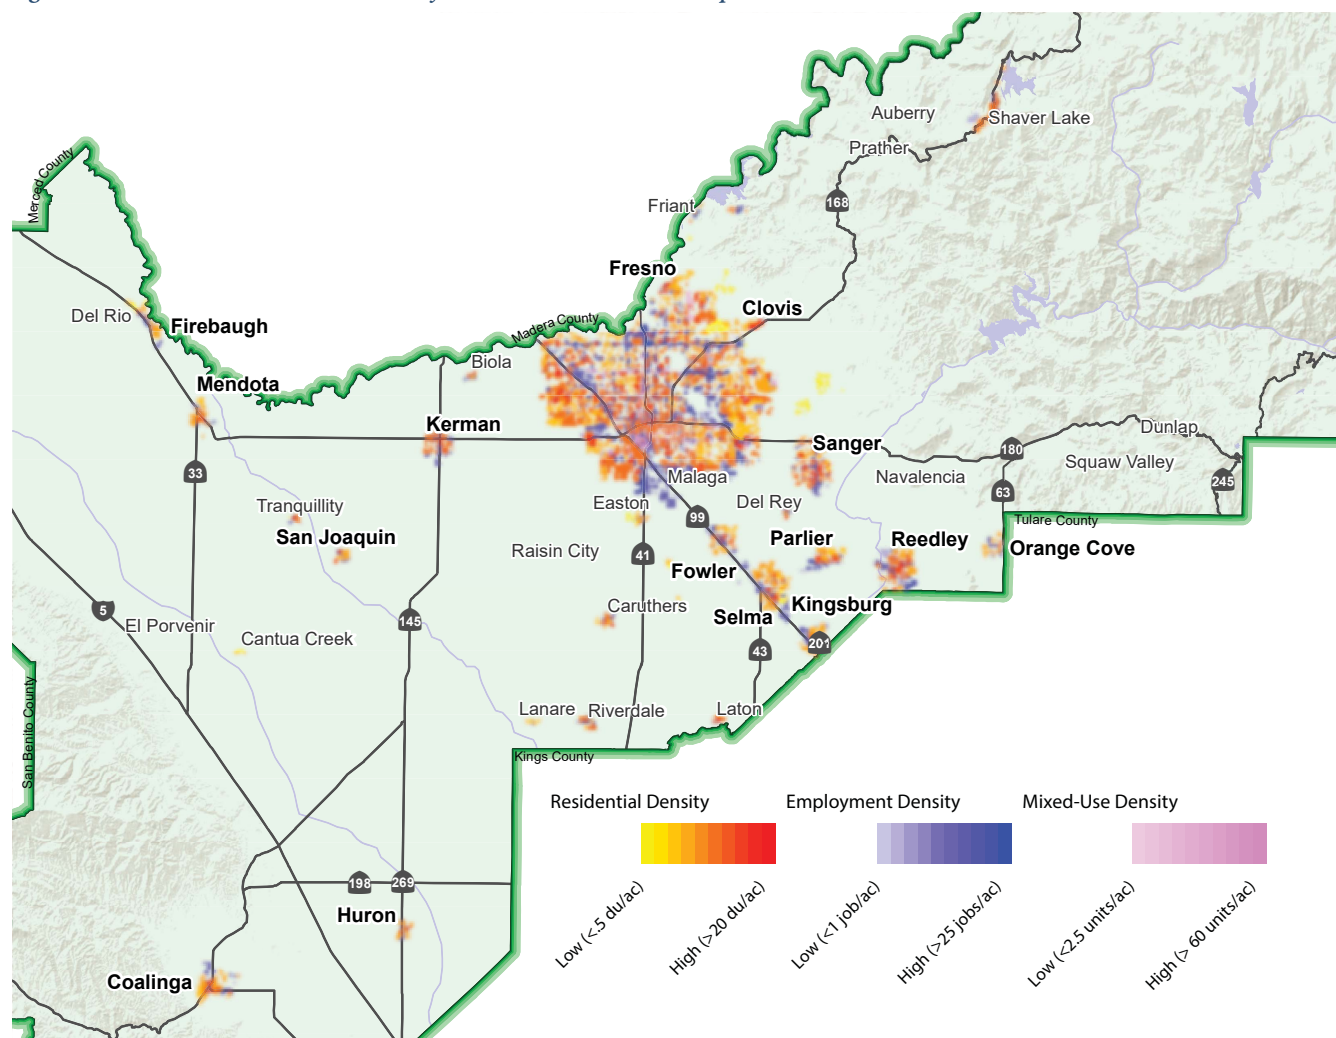 Auberry
Shaver Lake
Prather
Merced County
168
Friant
Fresno
Clovis
Del Rio
Firebaugh
Madera County
Biola
Mendota
Kerman
Dunlap
Sanger
180
Squaw Valley
33
Malaga
Navalencia
245
63
Tranquillity
Easton
Del Rey
99
Tulare County
San Joaquin
Raisin City
41
Parlier
Reedley
Orange Cove
Fowler
5
El Porvenir
Caruthers
Kingsburg
145
Selma
Cantua Creek
201
43
San Benito County
Lanare
Riverdale
Laton
Kings County
Residential Density
Employment Density
Mixed-Use Density
Low (<.5 du/ac)
High (>20 du/ac)
Low (<1 job/ac)
High (>25 jobs/ac)
Low (<2.5 units/ac)
High (> 60 units/ac)
198
269
Huron
Coalinga